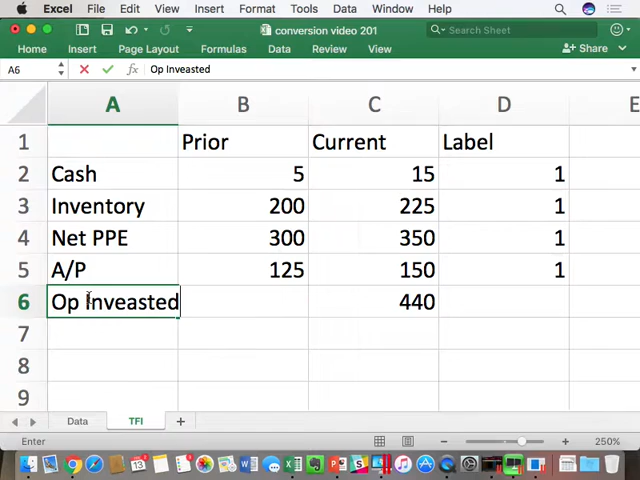 Excel File Edit View Insert Format Tools Data Window Help
conversion video 201
Search Sheet
Home Insert Page Layout Formulas Data Review View Share
A6 fx Op Inveasted
A B C D E
1 Prior Current Label
2 Cash 5 15 1
3 Inventory 200 225 1
4 Net PPE 300 350 1
5 A/P 125 150 1
6 Op Inveasted 440
7
8
9
Data TFI
Enter 250%